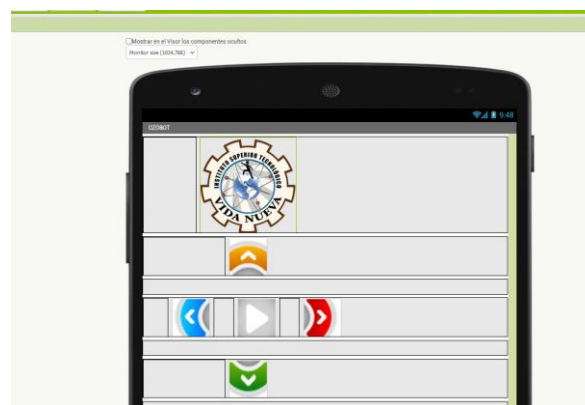 Mostrar en el Visor los componentes ocultos
Monitor size (1024,768)
9:48
OZOBOT
INSTITUTO SUPERIOR TECNOLÓGICO
VIDA NUEVA